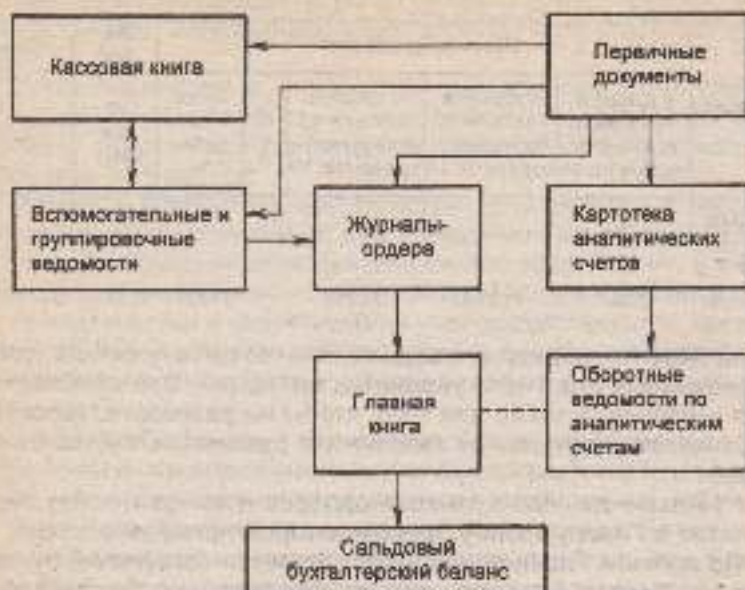 Кассовая книга
Первичные
документы
Вспомогательные и
группировочные
ведомости
Журналы-
ордера
Картотека
аналитических
счетов
Главная
книга
Оборотные
ведомости по
аналитическим
счетам
Сальдовый
бухгалтерский баланс